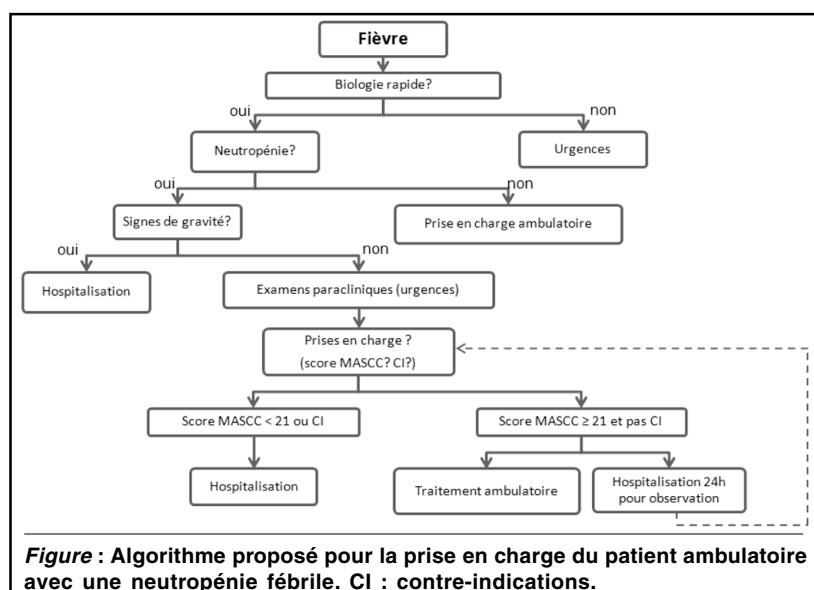 Fièvre
Biologie rapide?
oui
non
Neutropénie?
Urgences
oui
non
Signes de gravité?
Prise en charge ambulatoire
oui
non
Hospitalisation
Examens paracliniques (urgences)
Prises en charge ?
(score MASCC? CI?)
Score MASCC < 21 ou CI
Score MASCC ≥ 21 et pas CI
Hospitalisation
Traitement ambulatoire
Hospitalisation 24h
pour observation
Figure : Algorithme proposé pour la prise en charge du patient ambulatoire
avec une neutropénie fébrile. CI : contre-indications.